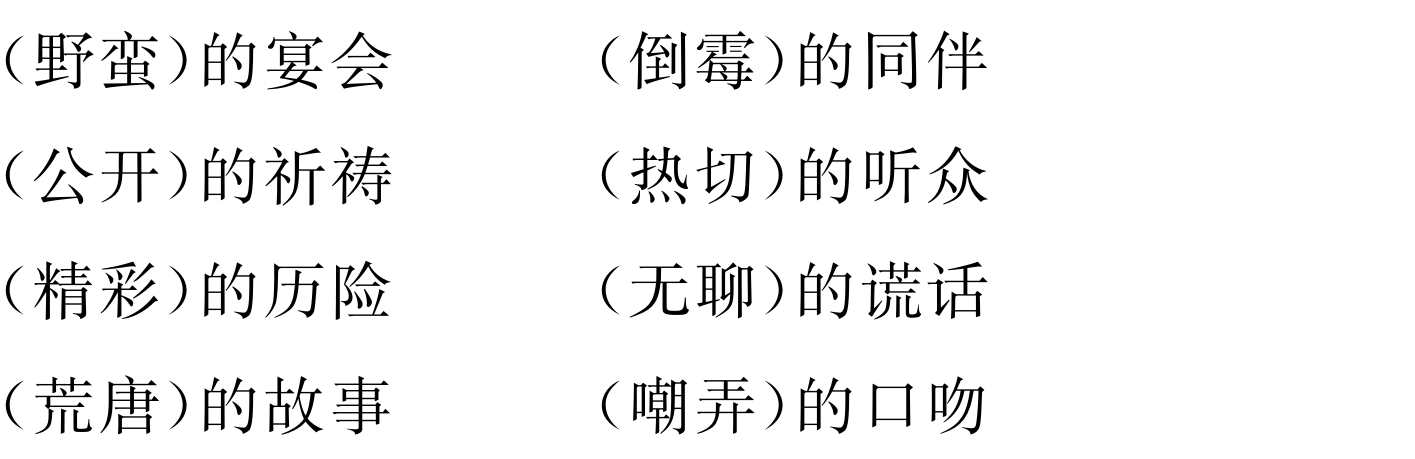 （野蛮）的宴会 （倒霉）的同伴
（公开）的祈祷 （热切）的听众
（精彩）的历险 （无聊）的谎话
（荒唐）的故事 （嘲弄）的口吻